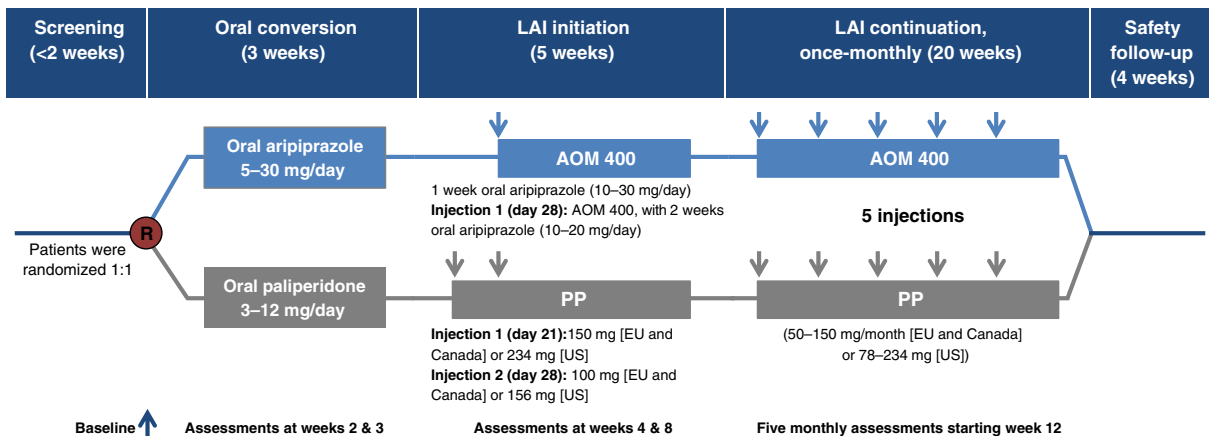 Screening
(<2 weeks)
Oral conversion
(3 weeks)
LAI initiation
(5 weeks)
LAI continuation,
once-monthly (20 weeks)
Safety
follow-up
(4 weeks)
Patients were
randomized 1:1
R
Oral aripiprazole
5–30 mg/day
AOM 400
1 week oral aripiprazole (10–30 mg/day)
Injection 1 (day 28): AOM 400, with 2 weeks
oral aripiprazole (10–20 mg/day)
AOM 400
5 injections
Oral paliperidone
3–12 mg/day
PP
Injection 1 (day 21):150 mg [EU and
Canada] or 234 mg [US]
Injection 2 (day 28): 100 mg [EU and
Canada] or 156 mg [US]
PP
(50–150 mg/month [EU and Canada]
or 78–234 mg [US])
Baseline
Assessments at weeks 2 & 3
Assessments at weeks 4 & 8
Five monthly assessments starting week 12